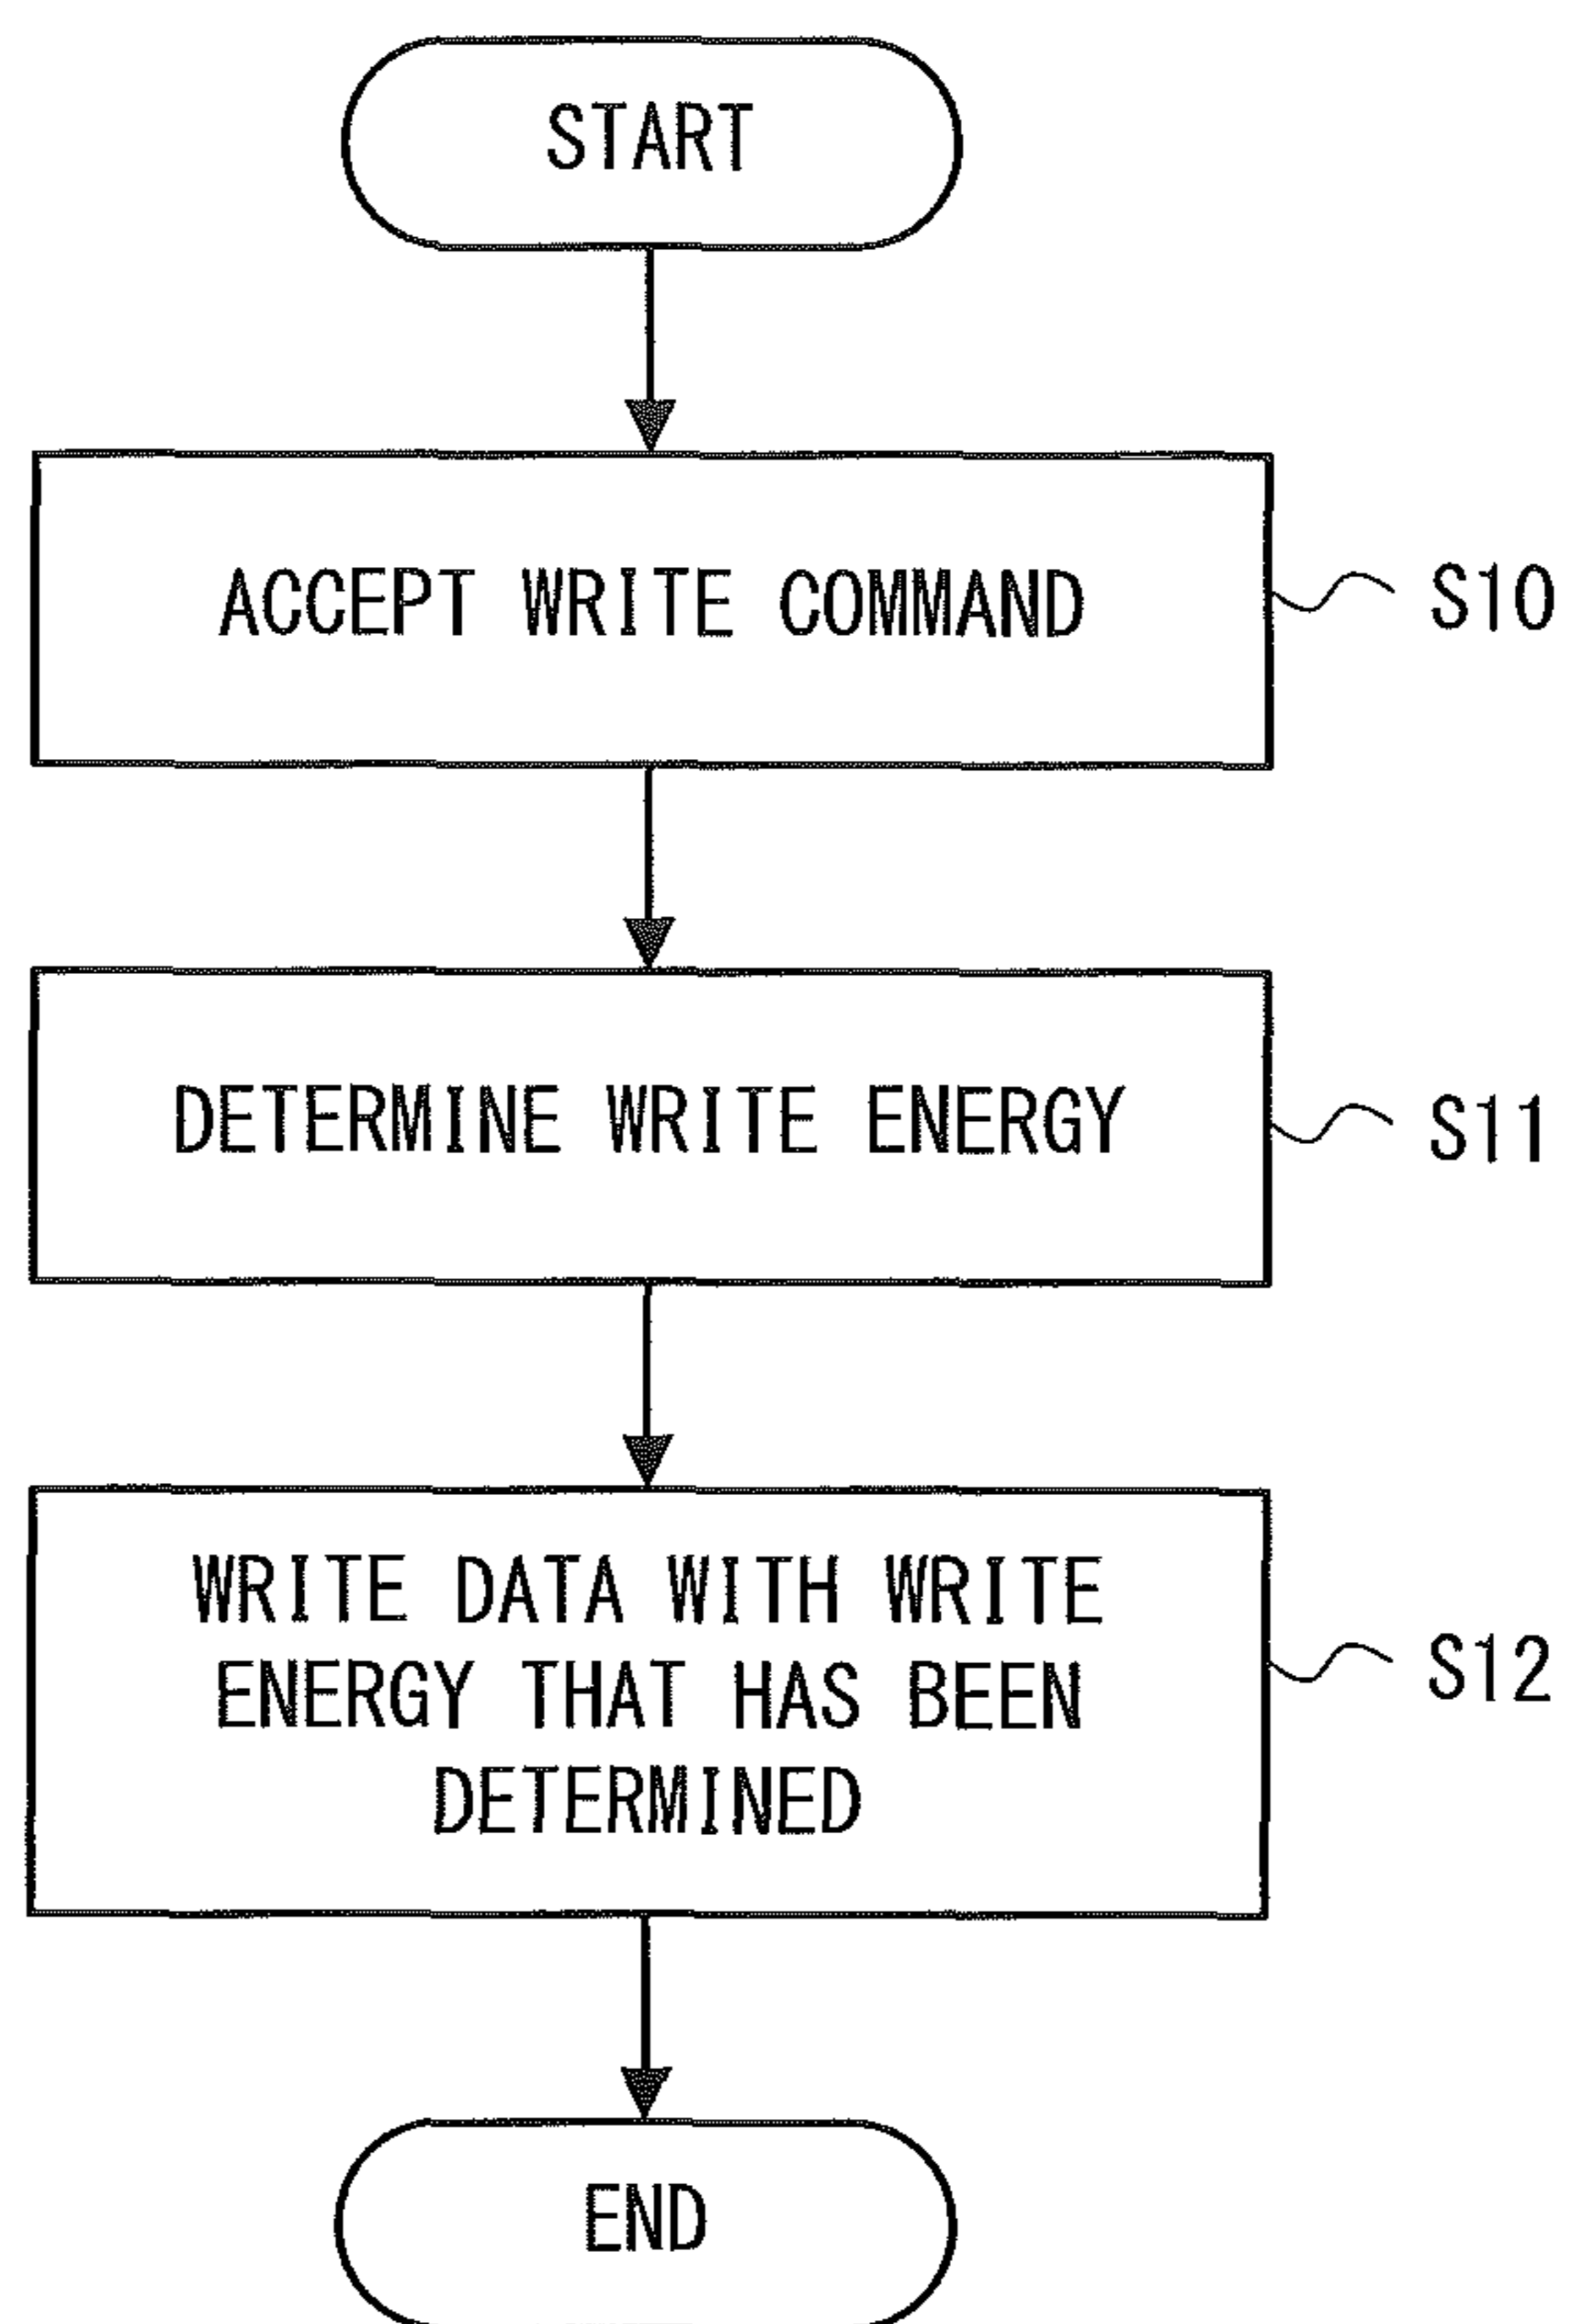 START
ACCEPT WRITE COMMAND
S10
DETERMINE WRITE ENERGY
S11
WRITE DATA WITH WRITE
ENERGY THAT HAS BEEN
DETERMINED
S12
END